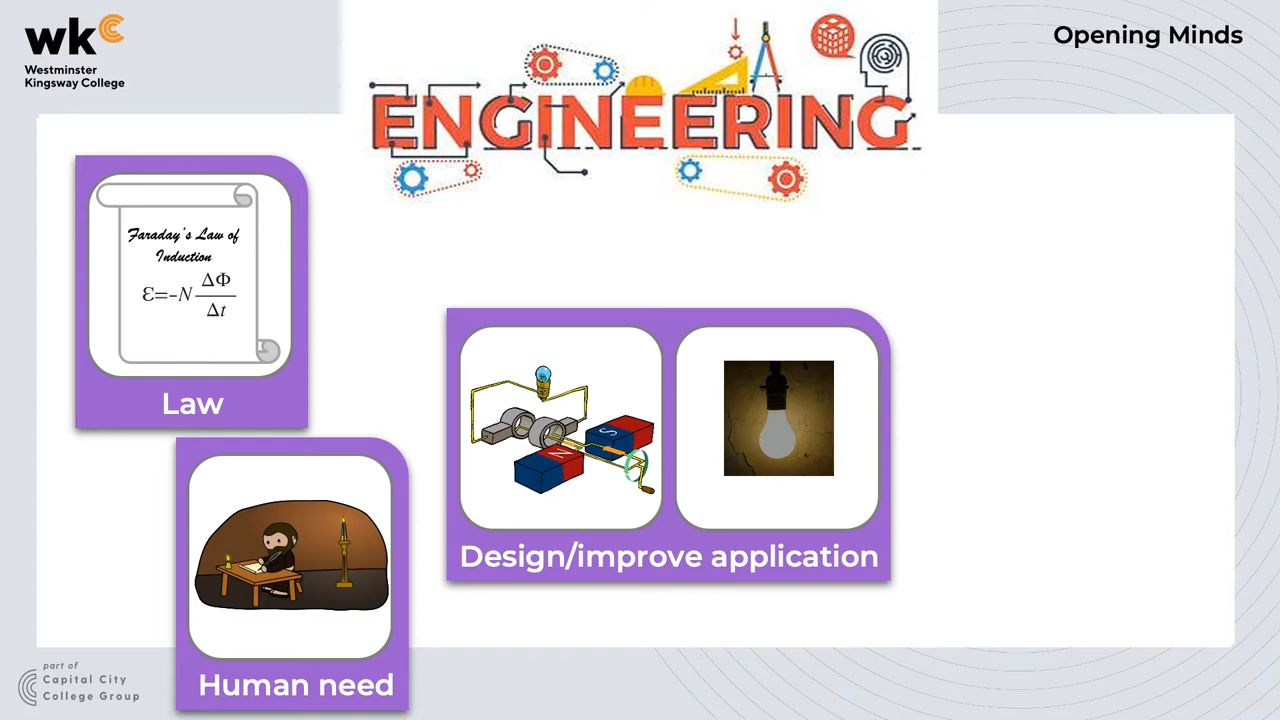 wkc
Westminster
Kingsway College
ENGINEERING
Opening Minds
Faraday's Law of
Induction
Ɛ=-N ΔΦ
Δt
Law
S
N
Design/improve application
Human need
part of
Capital City
College Group